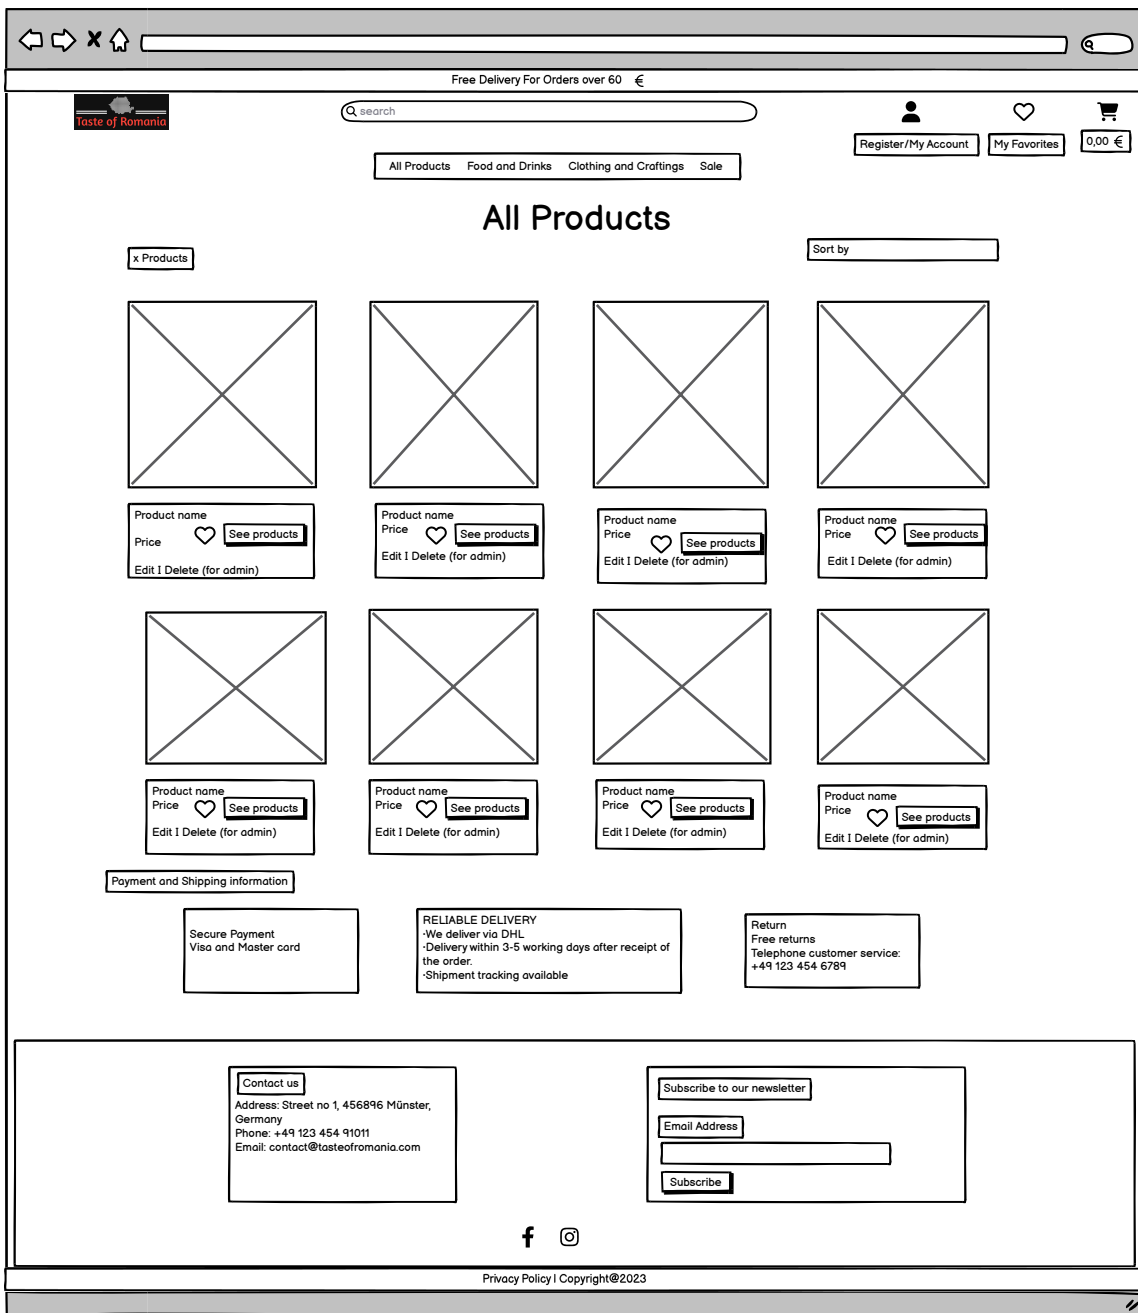 Free Delivery For Orders over 60 €
Taste of Romania
search
Register/My Account
My Favorites
0,00 €
All Products Food and Drinks Clothing and Craftings Sale
All Products
x Products
Sort by
Product name
Price
See products
Edit I Delete (for admin)
Product name
Price
See products
Edit I Delete (for admin)
Product name
Price
See products
Edit I Delete (for admin)
Product name
Price
See products
Edit I Delete (for admin)
Product name
Price
See products
Edit I Delete (for admin)
Product name
Price
See products
Edit I Delete (for admin)
Product name
Price
See products
Edit I Delete (for admin)
Product name
Price
See products
Edit I Delete (for admin)
Payment and Shipping information
Secure Payment
Visa and Master card
RELIABLE DELIVERY
·We deliver via DHL
·Delivery within 3-5 working days after receipt of
the order.
·Shipment tracking available
Return
Free returns
Telephone customer service:
+49 123 454 6789
Contact us
Address: Street no 1, 456896 Münster,
Germany
Phone: +49 123 454 91011
Email: contact@tasteofromania.com
Subscribe to our newsletter
Email Address
Subscribe
Privacy Policy I Copyright@2023